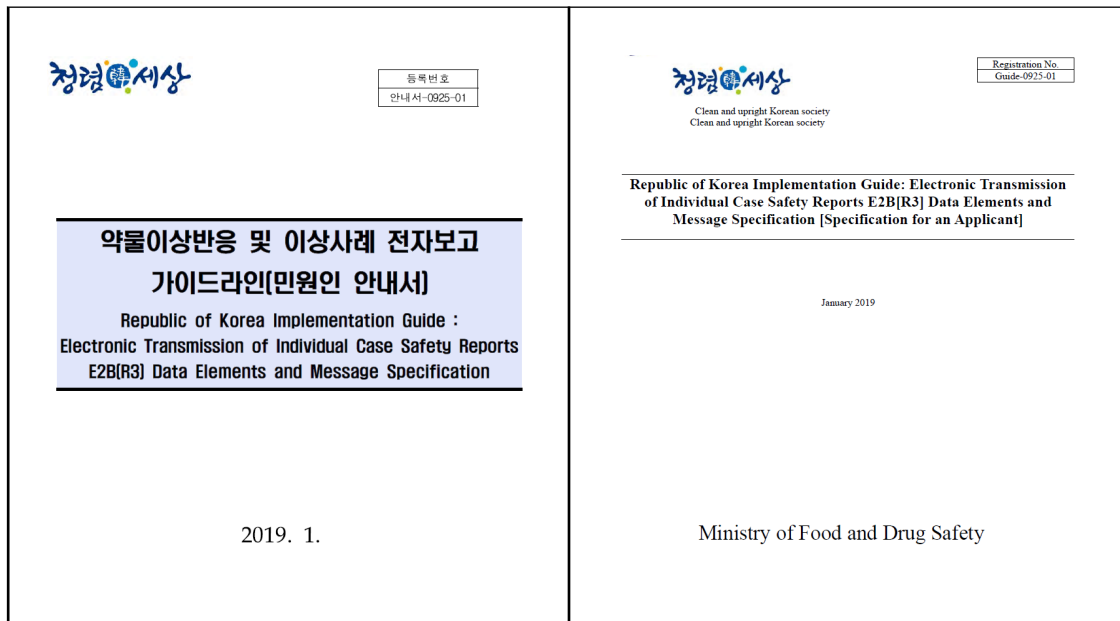 청렴韓세상
등록번호
안내서-0925-01
약물이상반응 및 이상사례 전자보고
가이드라인[민원인 안내서]
Republic of Korea Implementation Guide :
Electronic Transmission of Individual Case Safety Reports
E2B(R3) Data Elements and Message Specification
2019. 1.
청렴韓세상
Clean and upright Korean society
Clean and upright Korean society
Registration No.
Guide-0925-01
Republic of Korea Implementation Guide: Electronic Transmission
of Individual Case Safety Reports E2B[R3] Data Elements and
Message Specification [Specification for an Applicant]
January 2019
Ministry of Food and Drug Safety